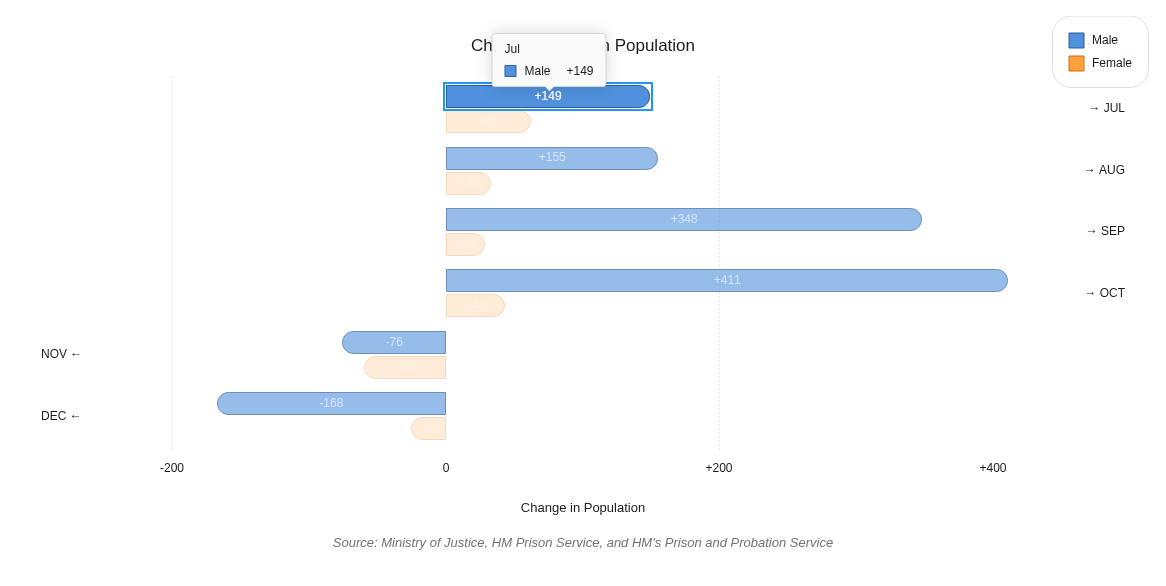 Ch
n Population
Jul
Male +149
Male
Female
+149
→ JUL
+155
→ AUG
+348
→ SEP
+411
→ OCT
-76
NOV ←
-168
DEC ←
-200 0 +200 +400
Change in Population
Source: Ministry of Justice, HM Prison Service, and HM's Prison and Probation Service